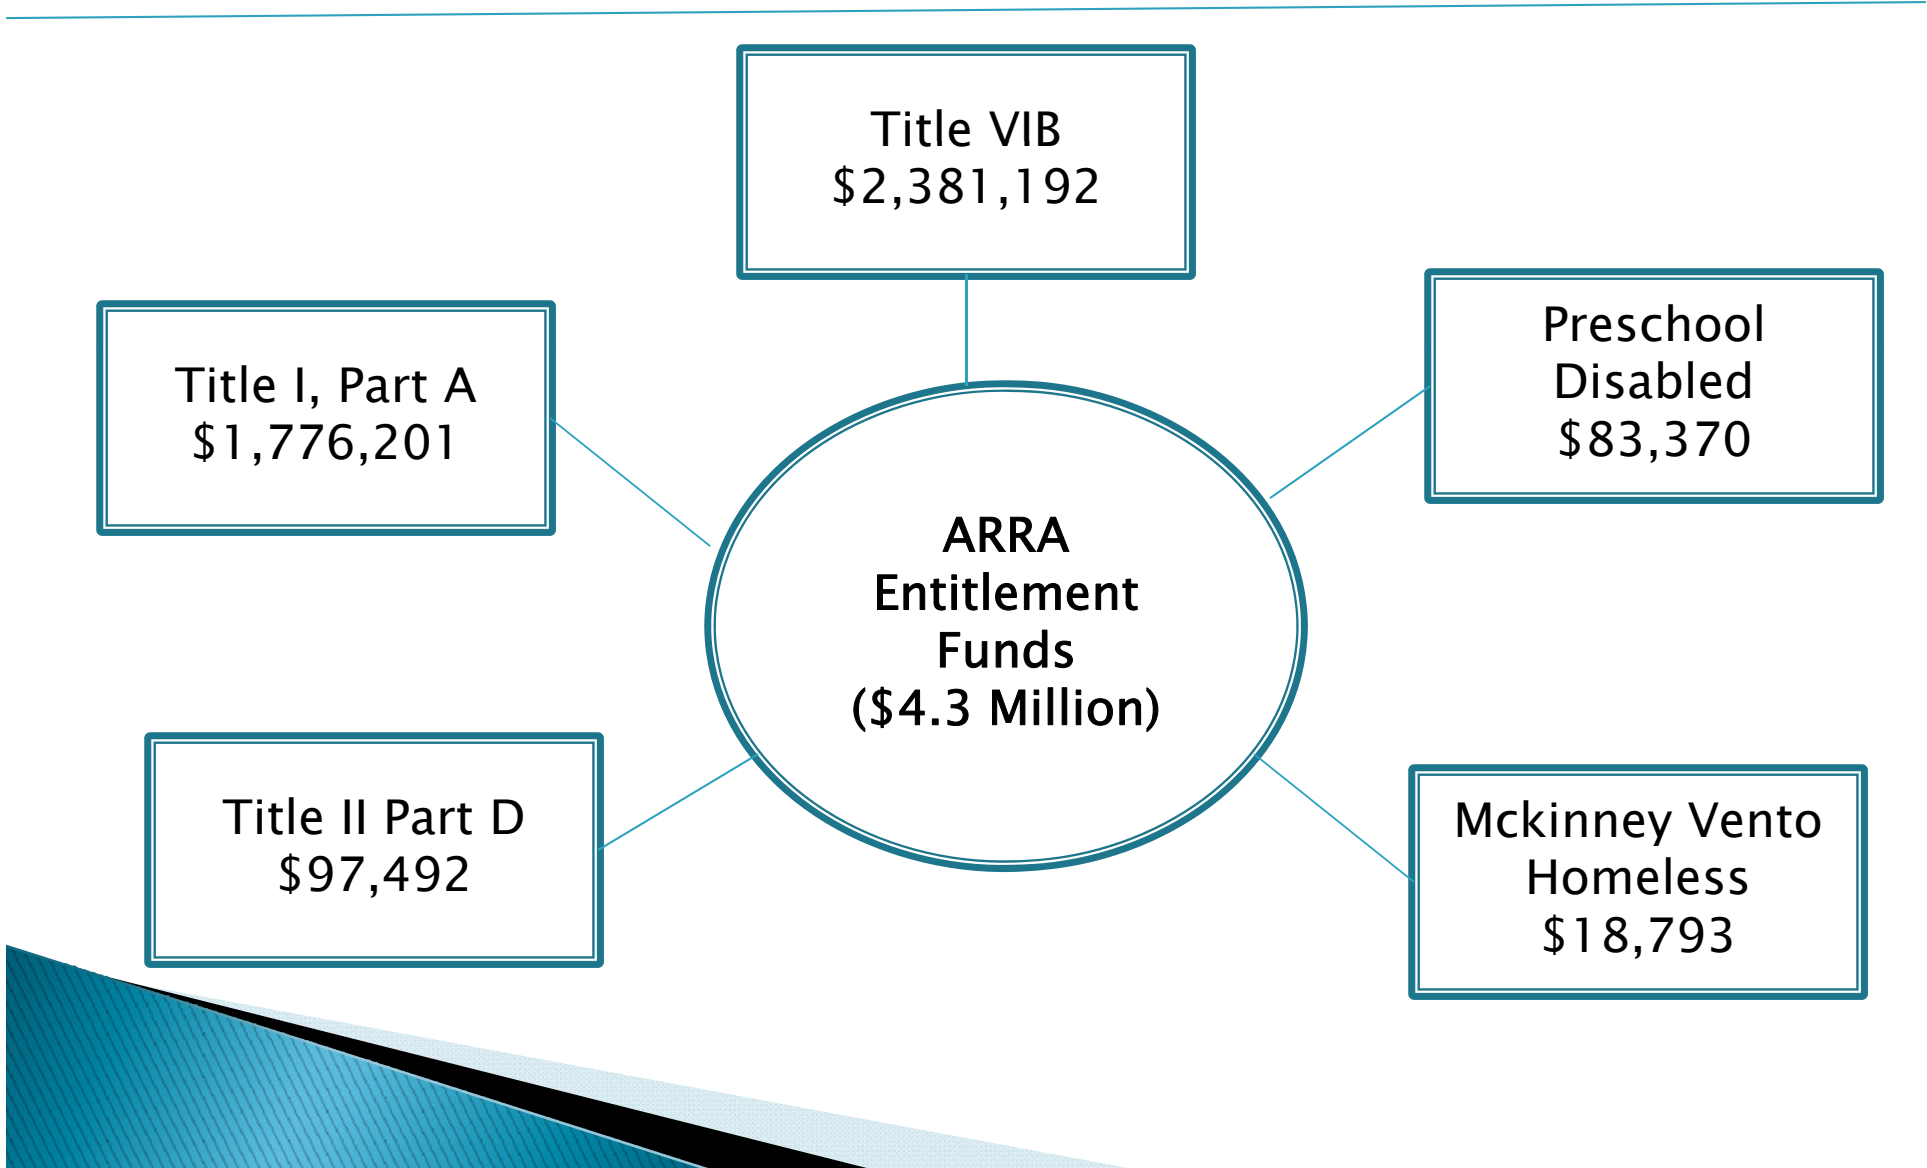 Title VIB
$2,381,192
Title I, Part A
$1,776,201
Preschool
Disabled
$83,370
ARRA
Entitlement
Funds
($4.3 Million)
Title II Part D
$97,492
Mckinney Vento
Homeless
$18,793